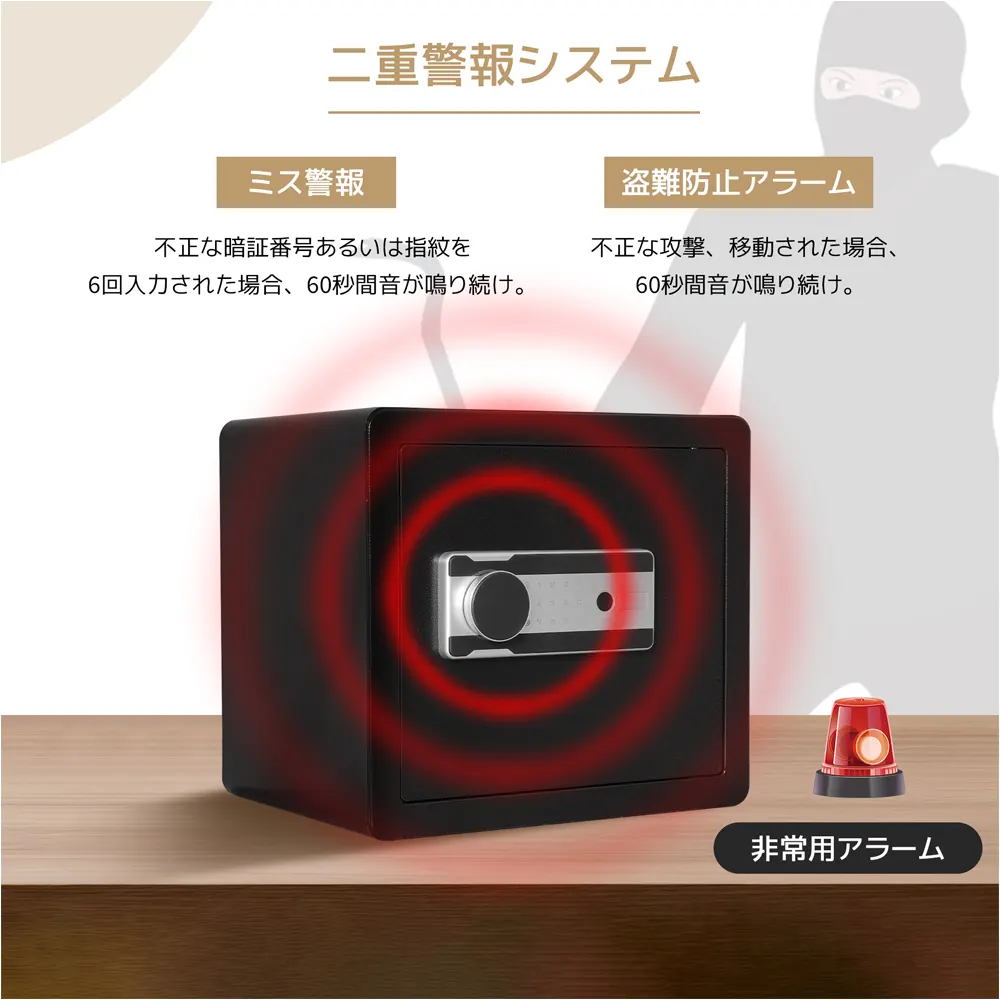 二重警報システム
ミス警報
不正な暗証番号あるいは指紋を
6回入力された場合、60秒間音が鳴り続け。
盗難防止アラーム
不正な攻撃、移動された場合、
60秒間音が鳴り続け。
非常用アラーム